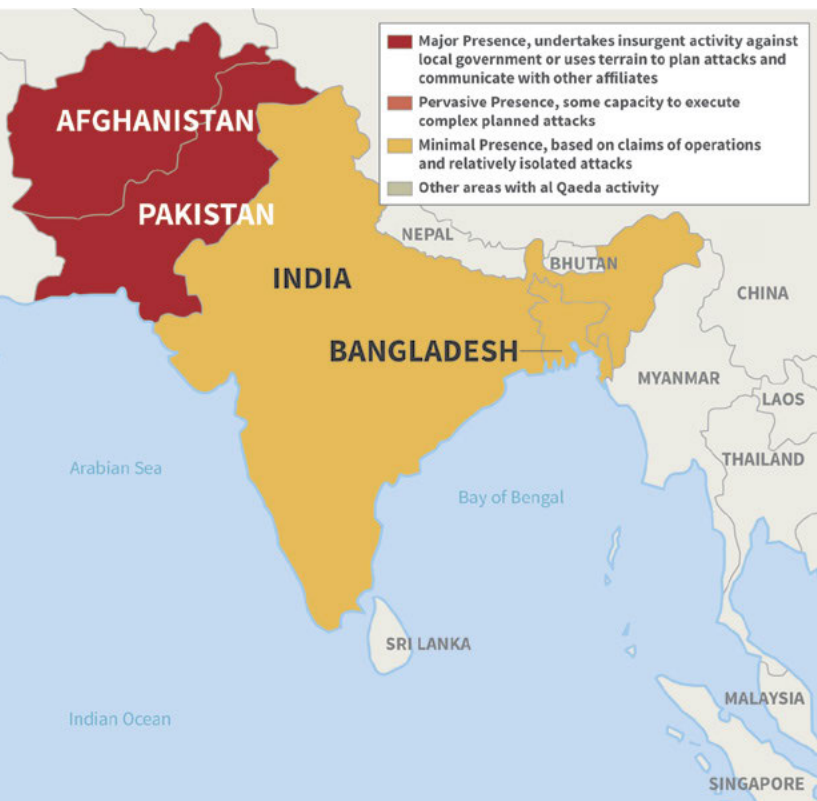 Major Presence, undertakes insurgent activity against
local government or uses terrain to plan attacks and
communicate with other affiliates
Pervasive Presence, some capacity to execute
complex planned attacks
Minimal Presence, based on claims of operations
and relatively isolated attacks
Other areas with al Qaeda activity
AFGHANISTAN
PAKISTAN
NEPAL
BHUTAN
INDIA
CHINA
BANGLADESH
MYANMAR
LAOS
THAILAND
Arabian Sea
Bay of Bengal
SRI LANKA
MALAYSIA
Indian Ocean
SINGAPORE